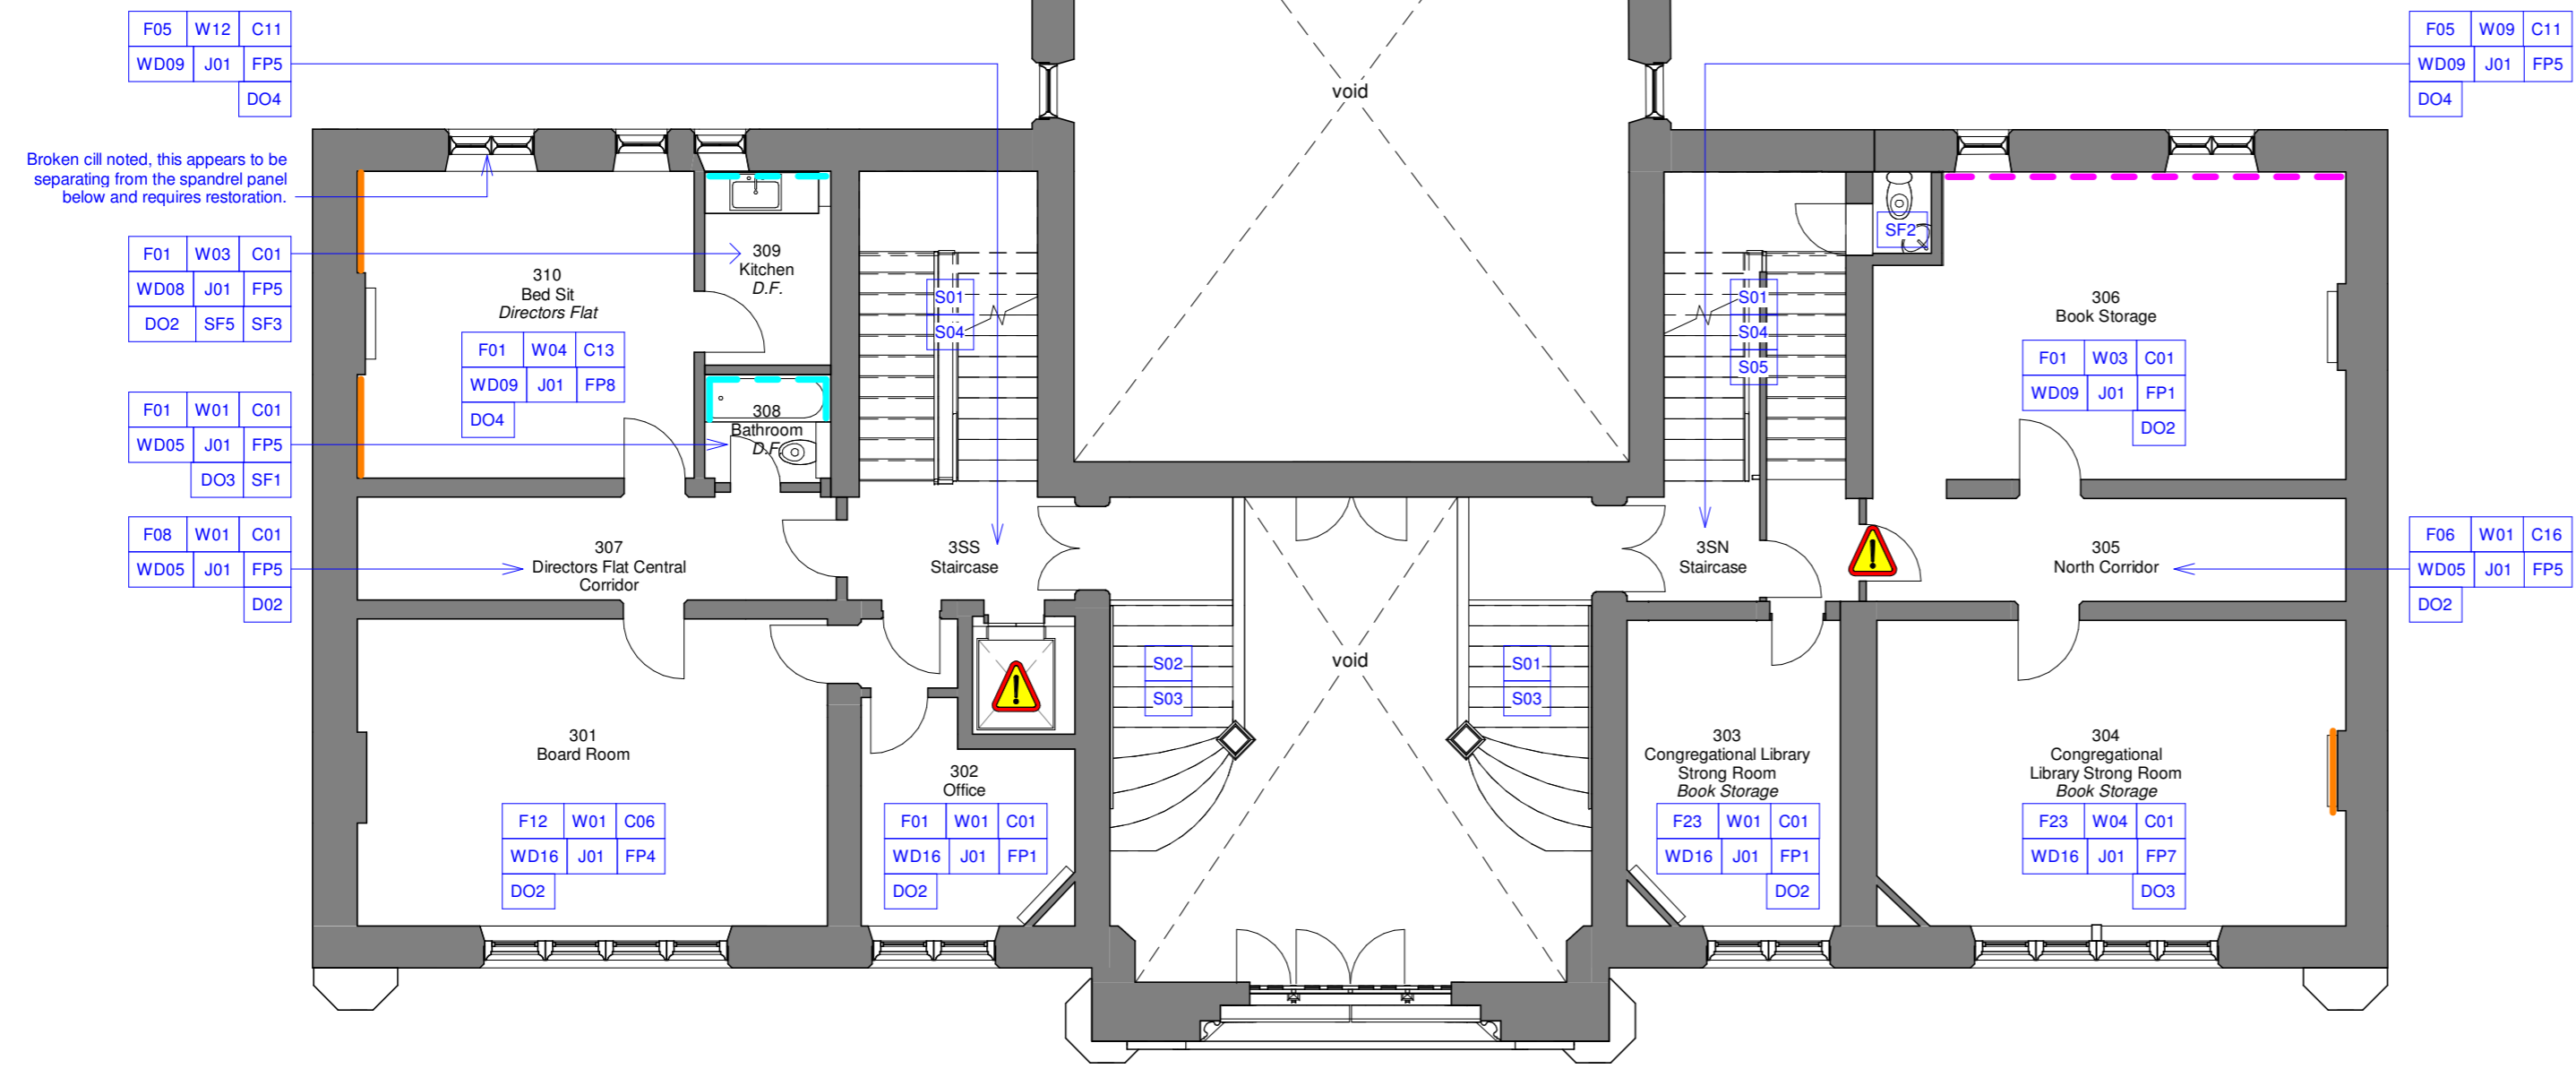 F05 W12 C11
WD09 J01 FP5
DO4
F05 W09 C11
WD09 J01 FP5
DO4
void
Broken cill noted, this appears to be
separating from the spandrel panel
below and requires restoration.
F01 W03 C01
WD08 J01 FP5
DO2 SF5 SF3
309
Kitchen
D.F.
310
Bed Sit
Directors Flat
F01 W04 C13
WD09 J01 FP8
DO4
S01
S04
S01
S04
S05
SF2
306
Book Storage
F01 W03 C01
WD09 J01 FP1
DO2
F01 W01 C01
WD05 J01 FP5
DO3 SF1
308
Bathroom
D.F.
F08 W01 C01
WD05 J01 FP5
D02
307
Directors Flat Central
Corridor
3SS
Staircase
3SN
Staircase
305
North Corridor
F06 W01 C16
WD05 J01 FP5
DO2
void
S02
S03
S01
S03
301
Board Room
F12 W01 C06
WD16 J01 FP4
DO2
302
Office
F01 W01 C01
WD16 J01 FP1
DO2
303
Congregational Library
Strong Room
Book Storage
F23 W01 C01
WD16 J01 FP1
DO2
304
Congregational
Library Strong Room
Book Storage
F23 W04 C01
WD16 J01 FP7
DO3